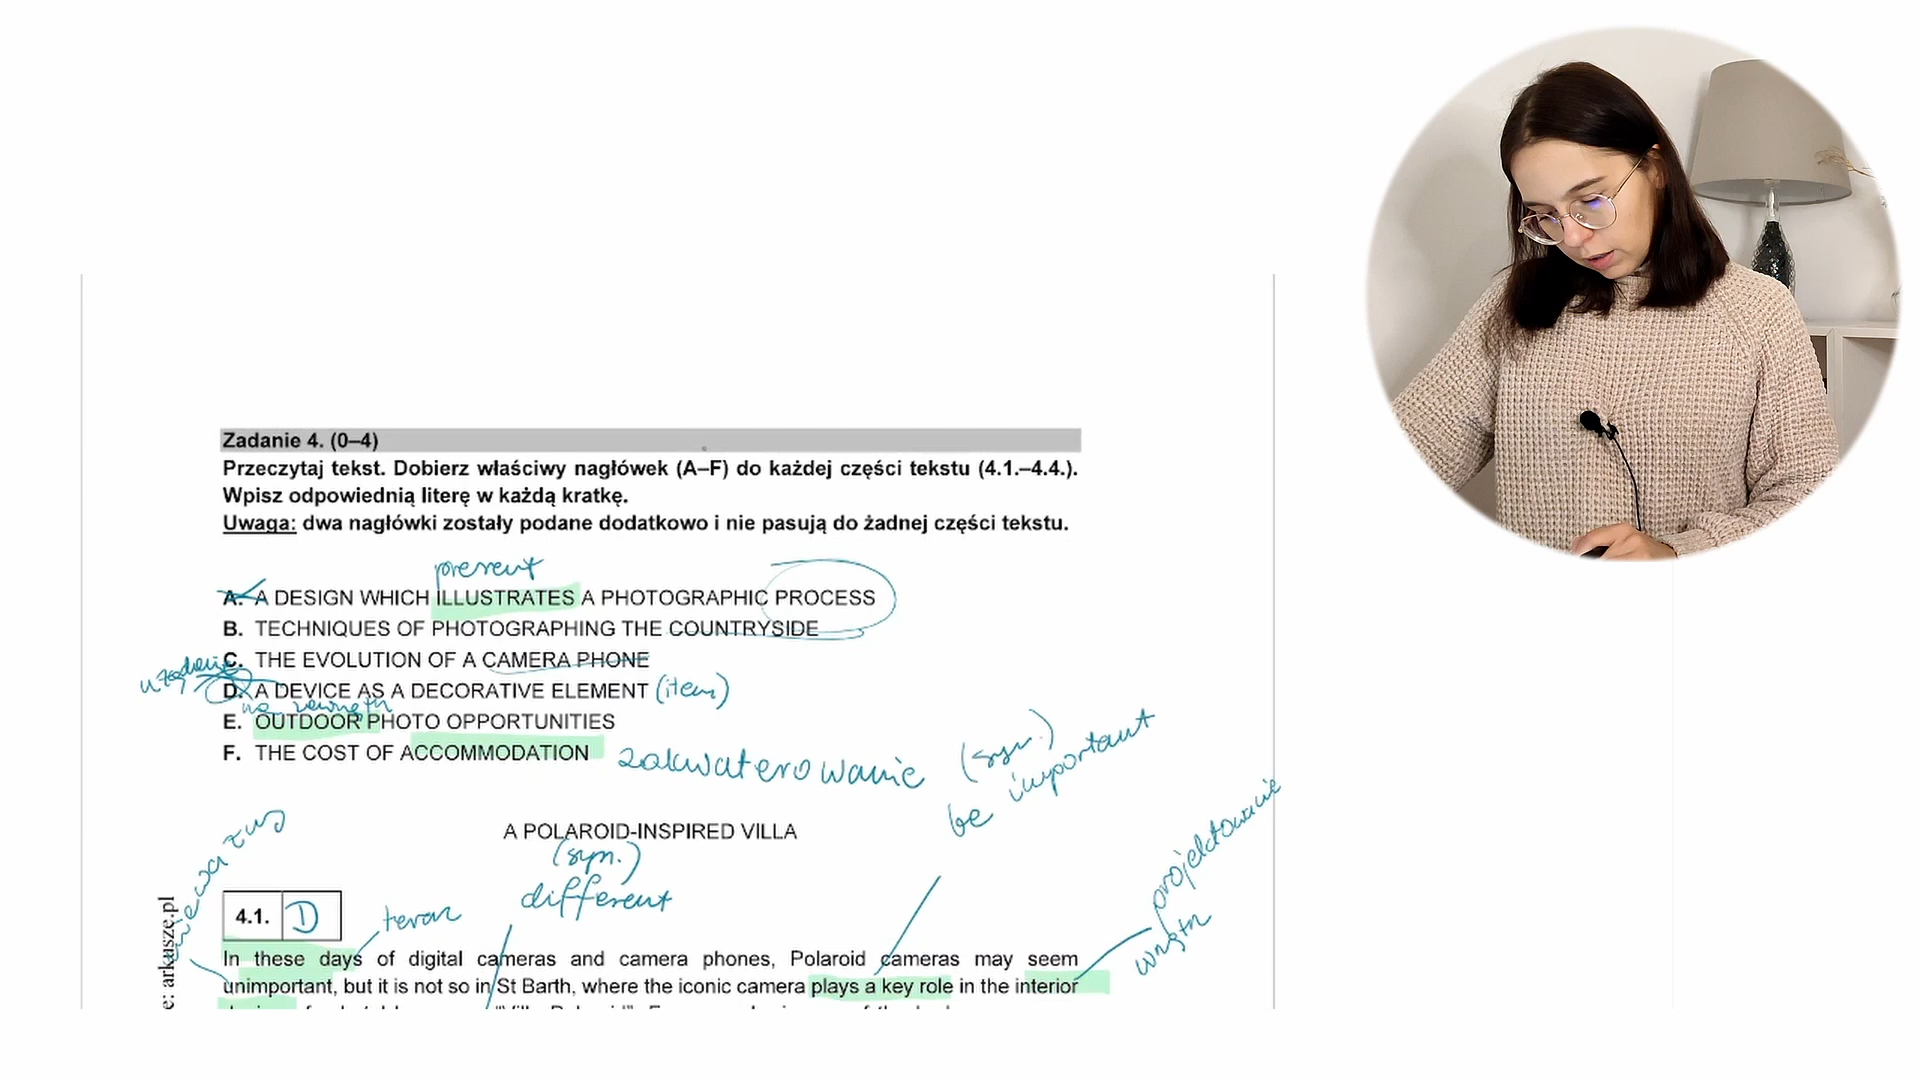 Zadanie 4. (0–4)
Przeczytaj tekst. Dobierz właściwy nagłówek (A–F) do każdej części tekstu (4.1.–4.4.).
Wpisz odpowiednią literę w każdą kratkę.
Uwaga: dwa nagłówki zostały podane dodatkowo i nie pasują do żadnej części tekstu.
present
A. A DESIGN WHICH ILLUSTRATES A PHOTOGRAPHIC PROCESS
B. TECHNIQUES OF PHOTOGRAPHING THE COUNTRYSIDE
C. THE EVOLUTION OF A CAMERA PHONE
urządzenie
D. A DEVICE AS A DECORATIVE ELEMENT (item)
na zewnątrz
E. OUTDOOR PHOTO OPPORTUNITIES
F. THE COST OF ACCOMMODATION zakwaterowanie
(syn.)
be important
A POLAROID-INSPIRED VILLA
(syn.)
different
projektowanie
wnętrz
4.1. D
teraz
nieważny
In these days of digital cameras and camera phones, Polaroid cameras may seem
unimportant, but it is not so in St Barth, where the iconic camera plays a key role in the interior
e: arkusze.pl